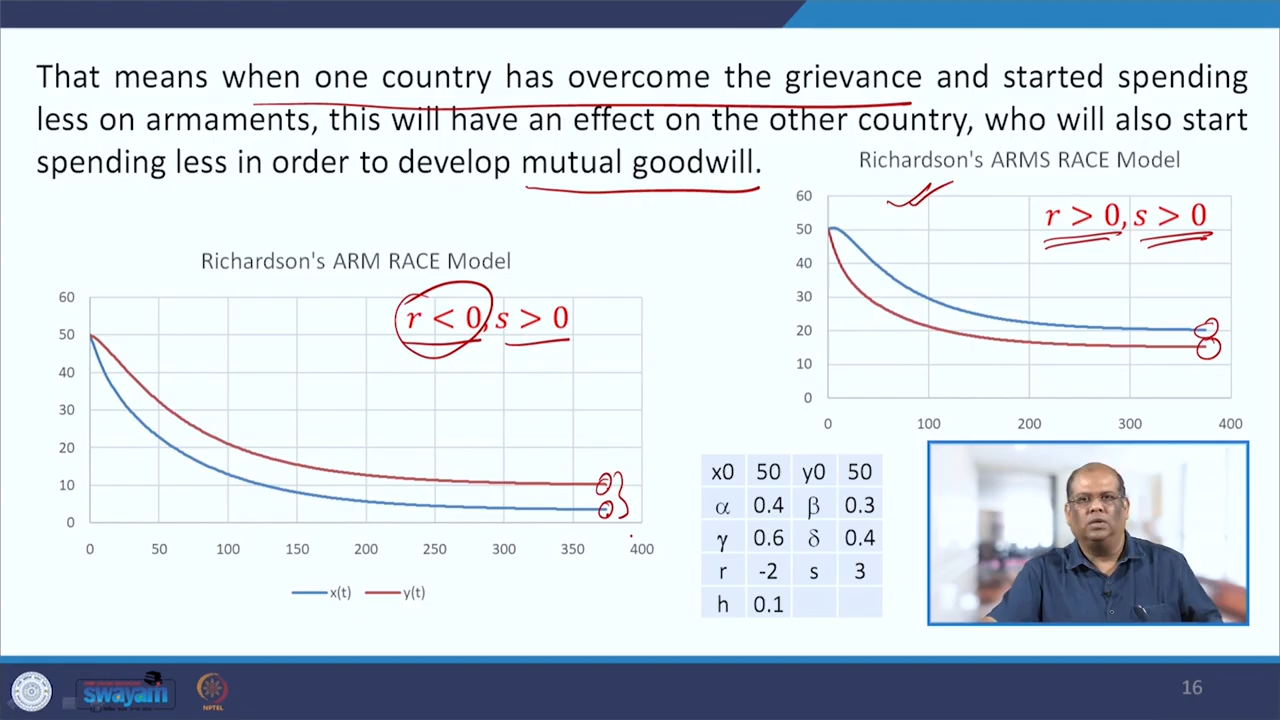 That means when one country has overcome the grievance and started spending
less on armaments, this will have an effect on the other country, who will also start
spending less in order to develop mutual goodwill.
Richardson's ARMS RACE Model
60
50
40
30
20
10
0
r > 0, s > 0
0 100 200 300 400
Richardson's ARM RACE Model
60
50
40
30
20
10
0
r < 0, s > 0
0 50 100 150 200 250 300 350 400
x(t) y(t)
x0 50 y0 50
α 0.4 β 0.3
γ 0.6 δ 0.4
r -2 s 3
h 0.1
swayam
NPTEL
16